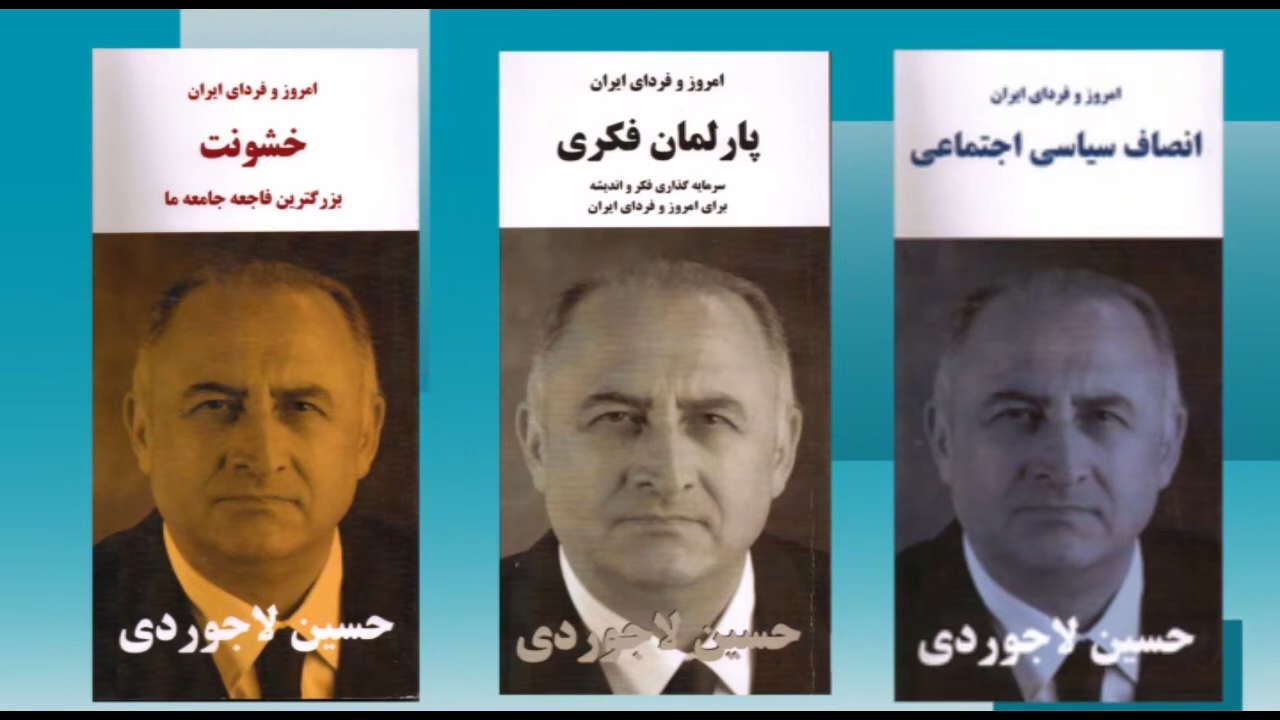 امروز و فردای ایران
انصاف سیاسی اجتماعی
حسین لاجوردی
امروز و فردای ایران
پارلمان فکری
سرمایه گذاری فکر و اندیشه
برای امروز و فردای ایران
حسین لاجوردی
امروز و فردای ایران
خشونت
بزرگترین فاجعه جامعه ما
حسین لاجوردی